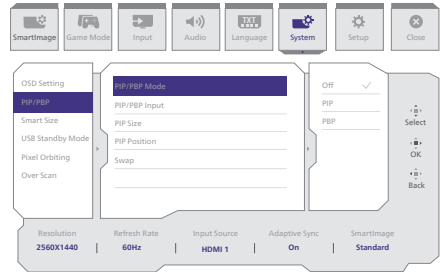 SmartImage Game Mode Input Audio TXT Language System Setup Close
OSD Setting
PIP/PBP
Smart Size
USB Standby Mode
Pixel Orbiting
Over Scan
PIP/PBP Mode
PIP/PBP Input
PIP Size
PIP Position
Swap
Off
PIP
PBP
Select
OK
Back
Resolution Refresh Rate Input Source Adaptive Sync SmartImage
2560X1440 | 60Hz | HDMI 1 | On | Standard